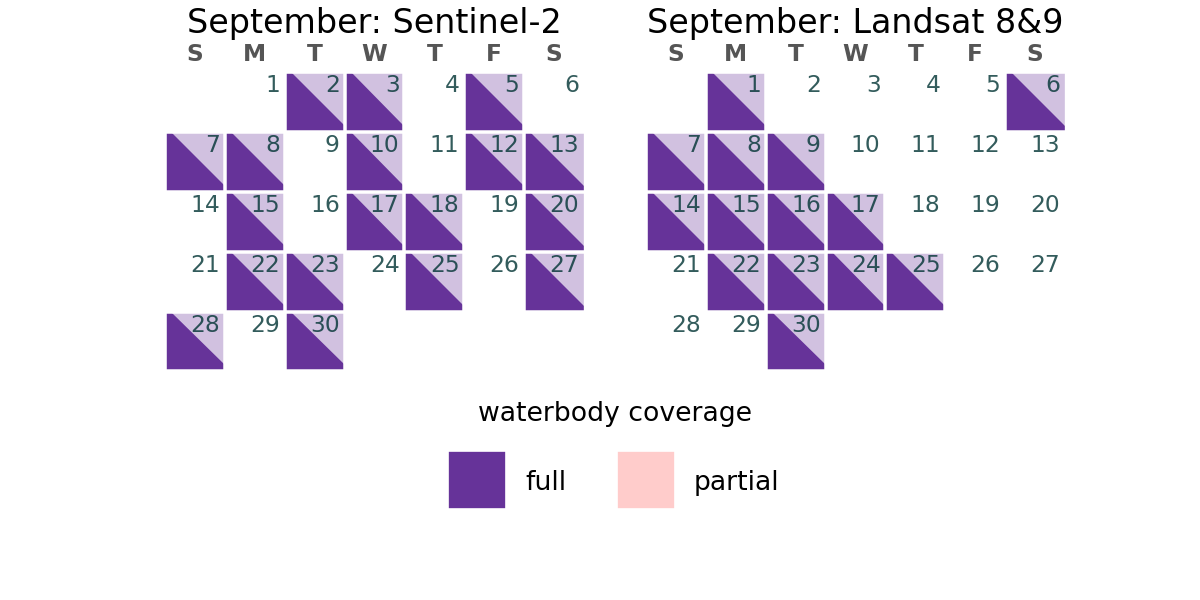 September: Sentinel-2
S M T W T F S
1 2 3 4 5 6
7 8 9 10 11 12 13
14 15 16 17 18 19 20
21 22 23 24 25 26 27
28 29 30
September: Landsat 8&9
S M T W T F S
1 2 3 4 5 6
7 8 9 10 11 12 13
14 15 16 17 18 19 20
21 22 23 24 25 26 27
28 29 30
waterbody coverage
full partial